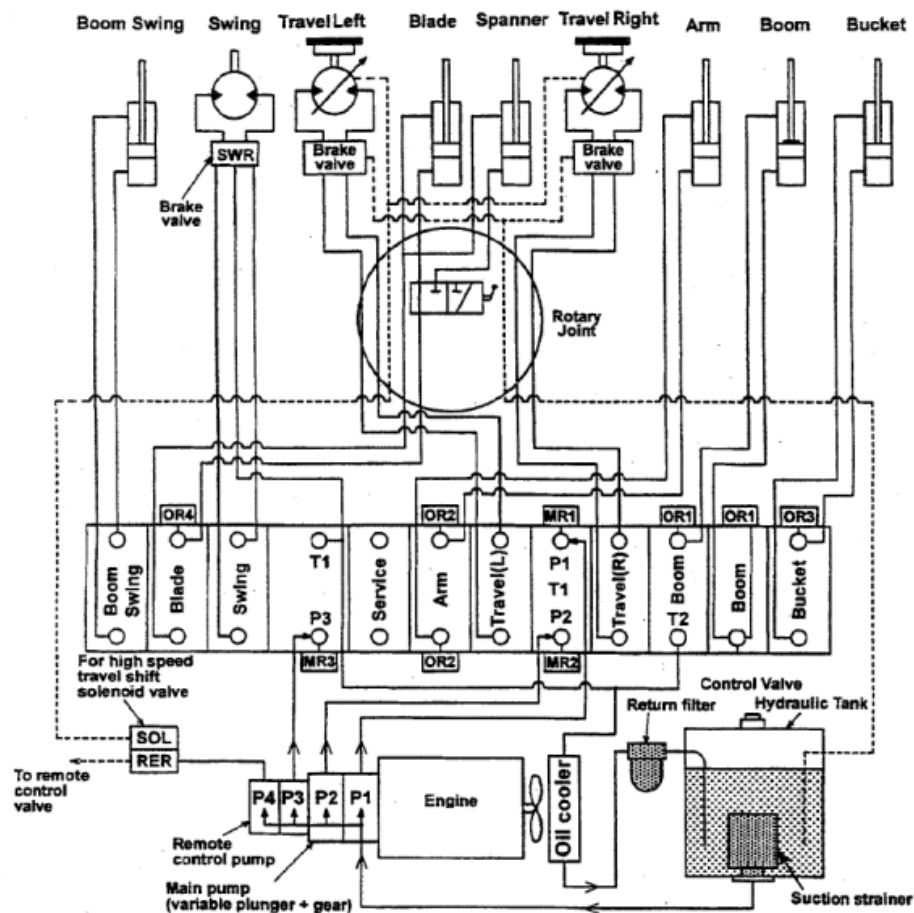 Boom Swing
Swing
Travel Left
Blade
Spanner
Travel Right
Arm
Boom
Bucket
SWR
Brake valve
Brake valve
Brake valve
Rotary Joint
OR4
OR2
MR1
OR1
OR1
OR3
Boom Swing
Blade
Swing
T1
P3
Service
Arm
Travel(L)
P1
T1
P2
Travel(R)
Boom
T2
Boom
Bucket
MR3
OR2
MR2
For high speed
travel shift
solenoid valve
Control Valve
Return filter
Hydraulic Tank
SOL
RER
To remote
control
valve
P4
P3
P2
P1
Engine
Oil cooler
Remote
control pump
Main pump
(variable plunger + gear)
Suction strainer